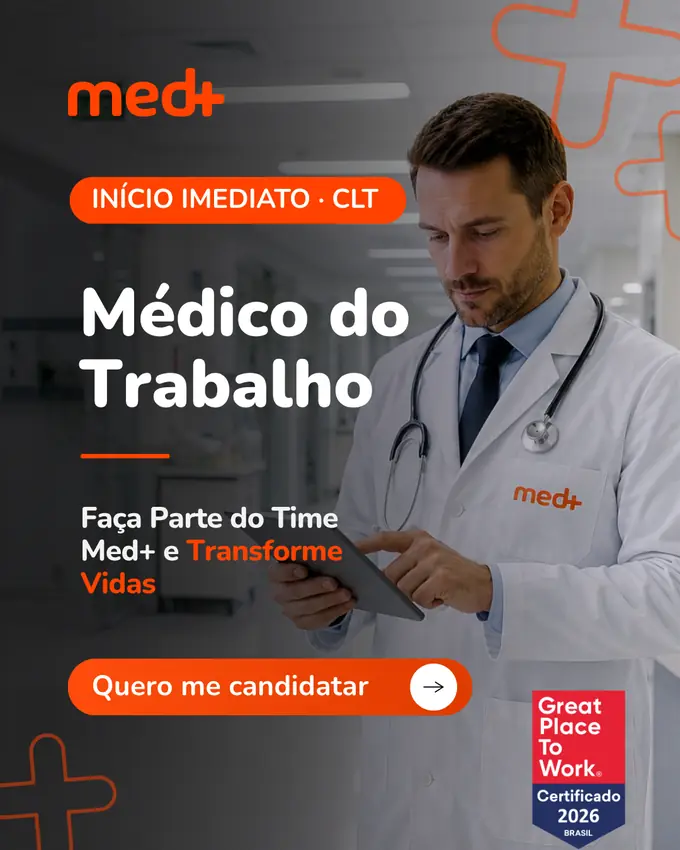 med+
INÍCIO IMEDIATO · CLT
Médico do
Trabalho
Faça Parte do Time
Med+ e Transforme
Vidas
med+
Quero me candidatar
Great
Place
To
Work®
Certificado
2026
BRASIL